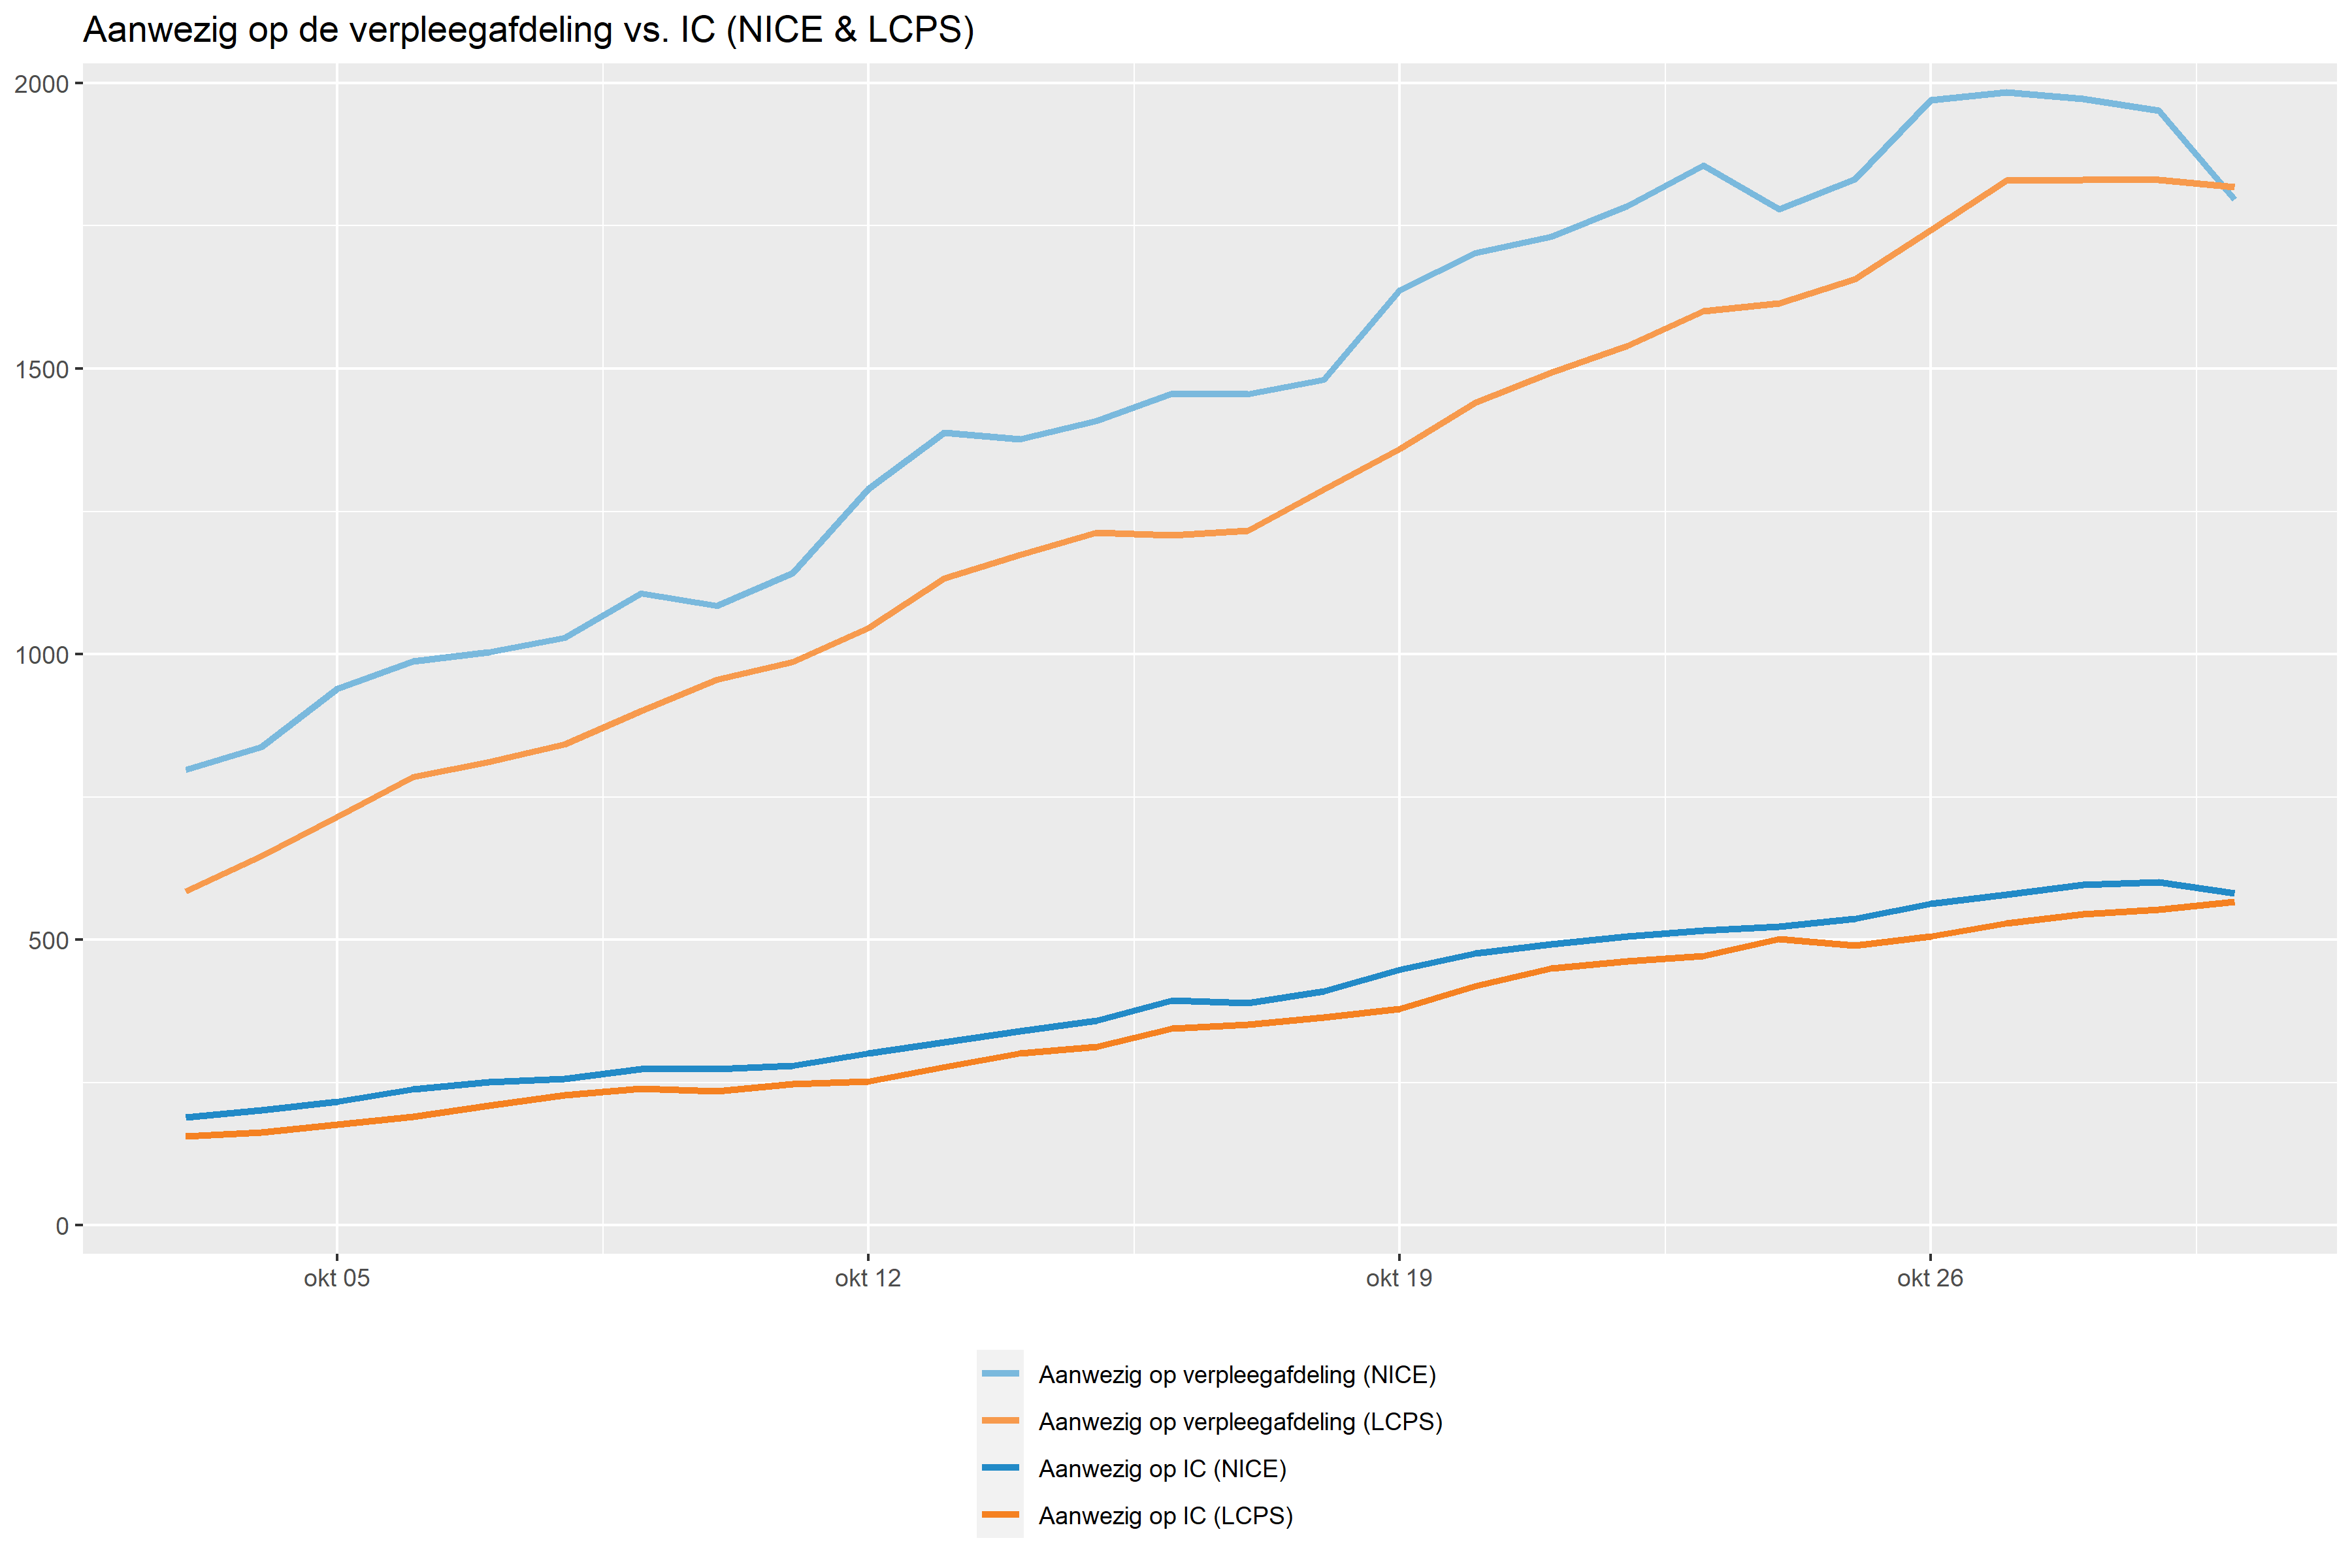 Aanwezig op de verpleegafdeling vs. IC (NICE & LCPS)
2000
1500
1000
500
0
okt 05 okt 12 okt 19 okt 26
Aanwezig op verpleegafdeling (NICE)
Aanwezig op verpleegafdeling (LCPS)
Aanwezig op IC (NICE)
Aanwezig op IC (LCPS)